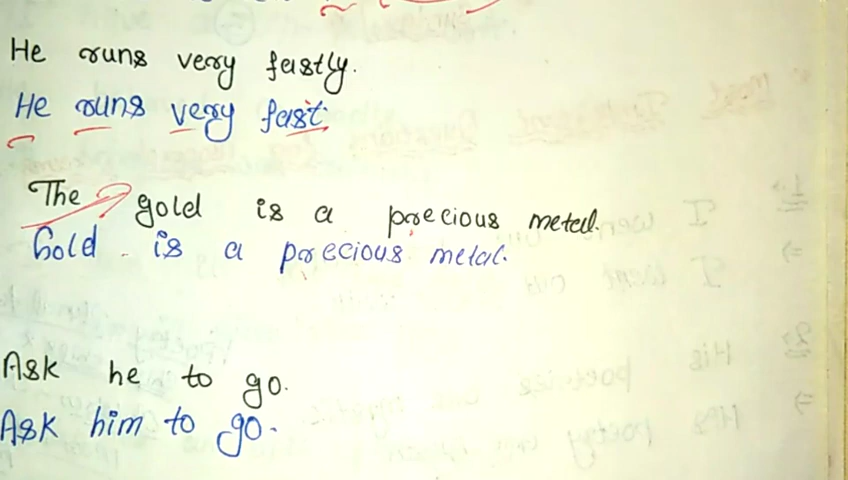 He runs very fastly.
He runs very fast.
The gold is a precious metal.
Gold is a precious metal.
Ask he to go.
Ask him to go.